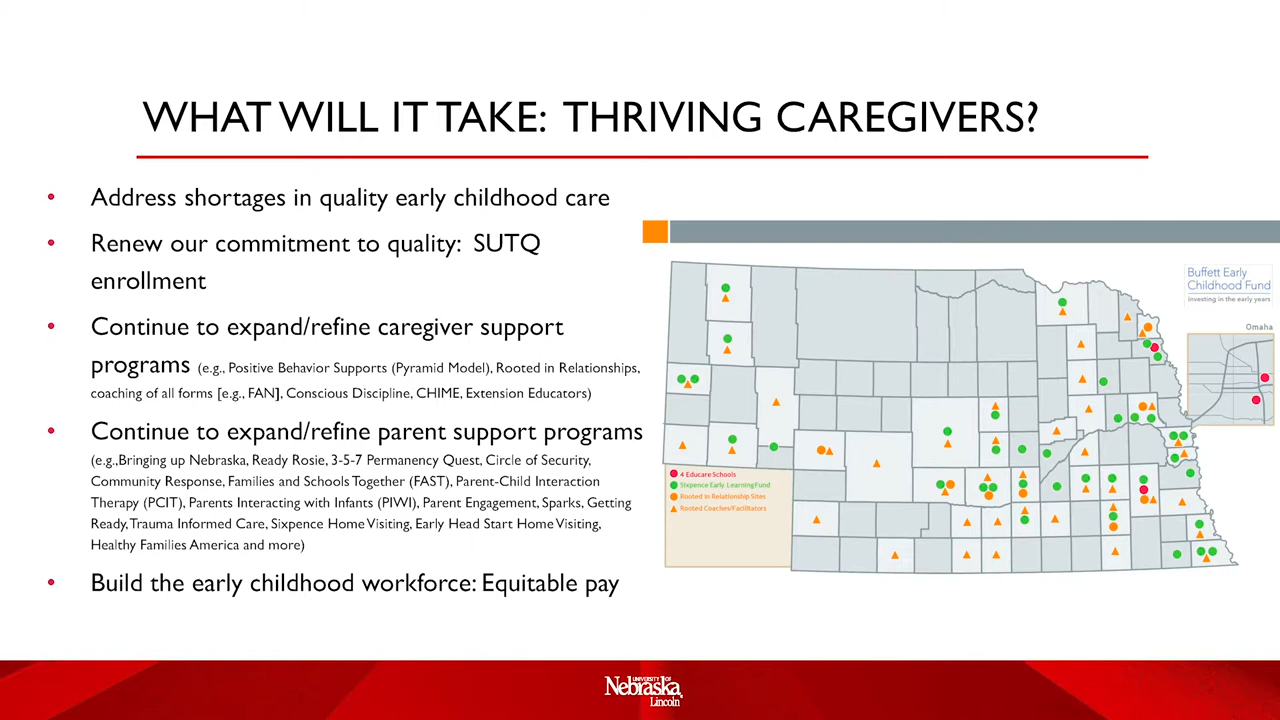 WHAT WILL IT TAKE: THRIVING CAREGIVERS?
• Address shortages in quality early childhood care
• Renew our commitment to quality: SUTQ
enrollment
• Continue to expand/refine caregiver support
programs (e.g., Positive Behavior Supports (Pyramid Model), Rooted in Relationships,
coaching of all forms [e.g., FAN], Conscious Discipline, CHIME, Extension Educators)
• Continue to expand/refine parent support programs
(e.g.,Bringing up Nebraska, Ready Rosie, 3-5-7 Permanency Quest, Circle of Security,
Community Response, Families and Schools Together (FAST), Parent-Child Interaction
Therapy (PCIT), Parents Interacting with Infants (PIWI), Parent Engagement, Sparks, Getting
Ready, Trauma Informed Care, Sixpence Home Visiting, Early Head Start Home Visiting,
Healthy Families America and more)
• Build the early childhood workforce: Equitable pay
Buffett Early
Childhood Fund
Investing in the early years
Omaha
4 Educare Schools
Sixpence Early Learning Fund
Rooted in Relationship Sites
Rooted Coaches/Facilitators
UNIVERSITY OF
Nebraska
Lincoln